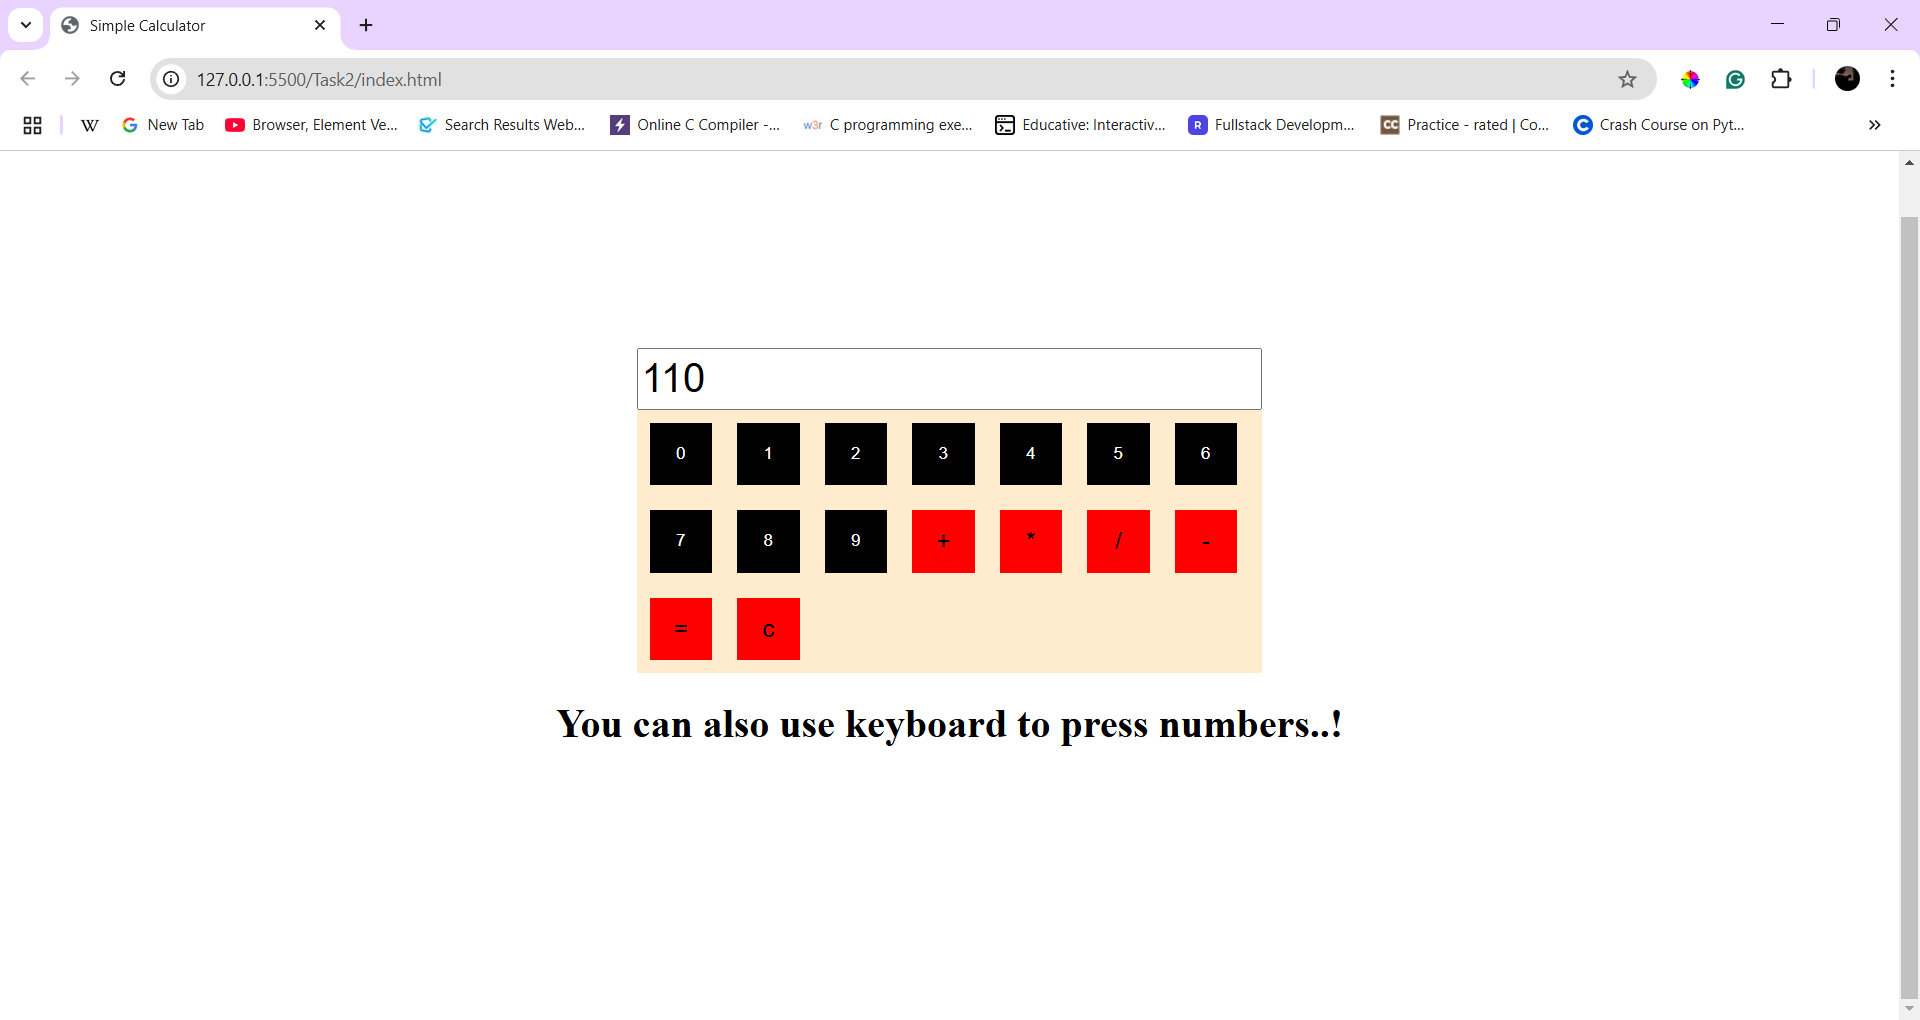 Simple Calculator
127.0.0.1:5500/Task2/index.html
W New Tab Browser, Element Ve... Search Results Web... Online C Compiler -... w3r C programming exe... Educative: Interactiv... R Fullstack Developm... CC Practice - rated | Co... C Crash Course on Pyt... »
110
0 1 2 3 4 5 6
7 8 9 + * / -
= c
You can also use keyboard to press numbers..!